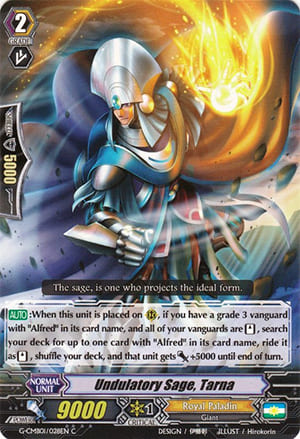 2
GRADE
SHIELD
5000
The sage, is one who projects the ideal form.
AUTO:When this unit is placed on , if you have a grade 3 vanguard
with "Alfred" in its card name, and all of your vanguards are , search
your deck for up to one card with "Alfred" in its card name, ride it
as , shuffle your deck, and that unit gets +5000 until end of turn.
NORMAL
UNIT
Undulatory Sage, Tarna
POWER
9000
1
CRITICAL
Royal Paladin
Giant
G-CMB01/028EN C
DESIGN / 伊藤彰
ILLUST / Hirokorin